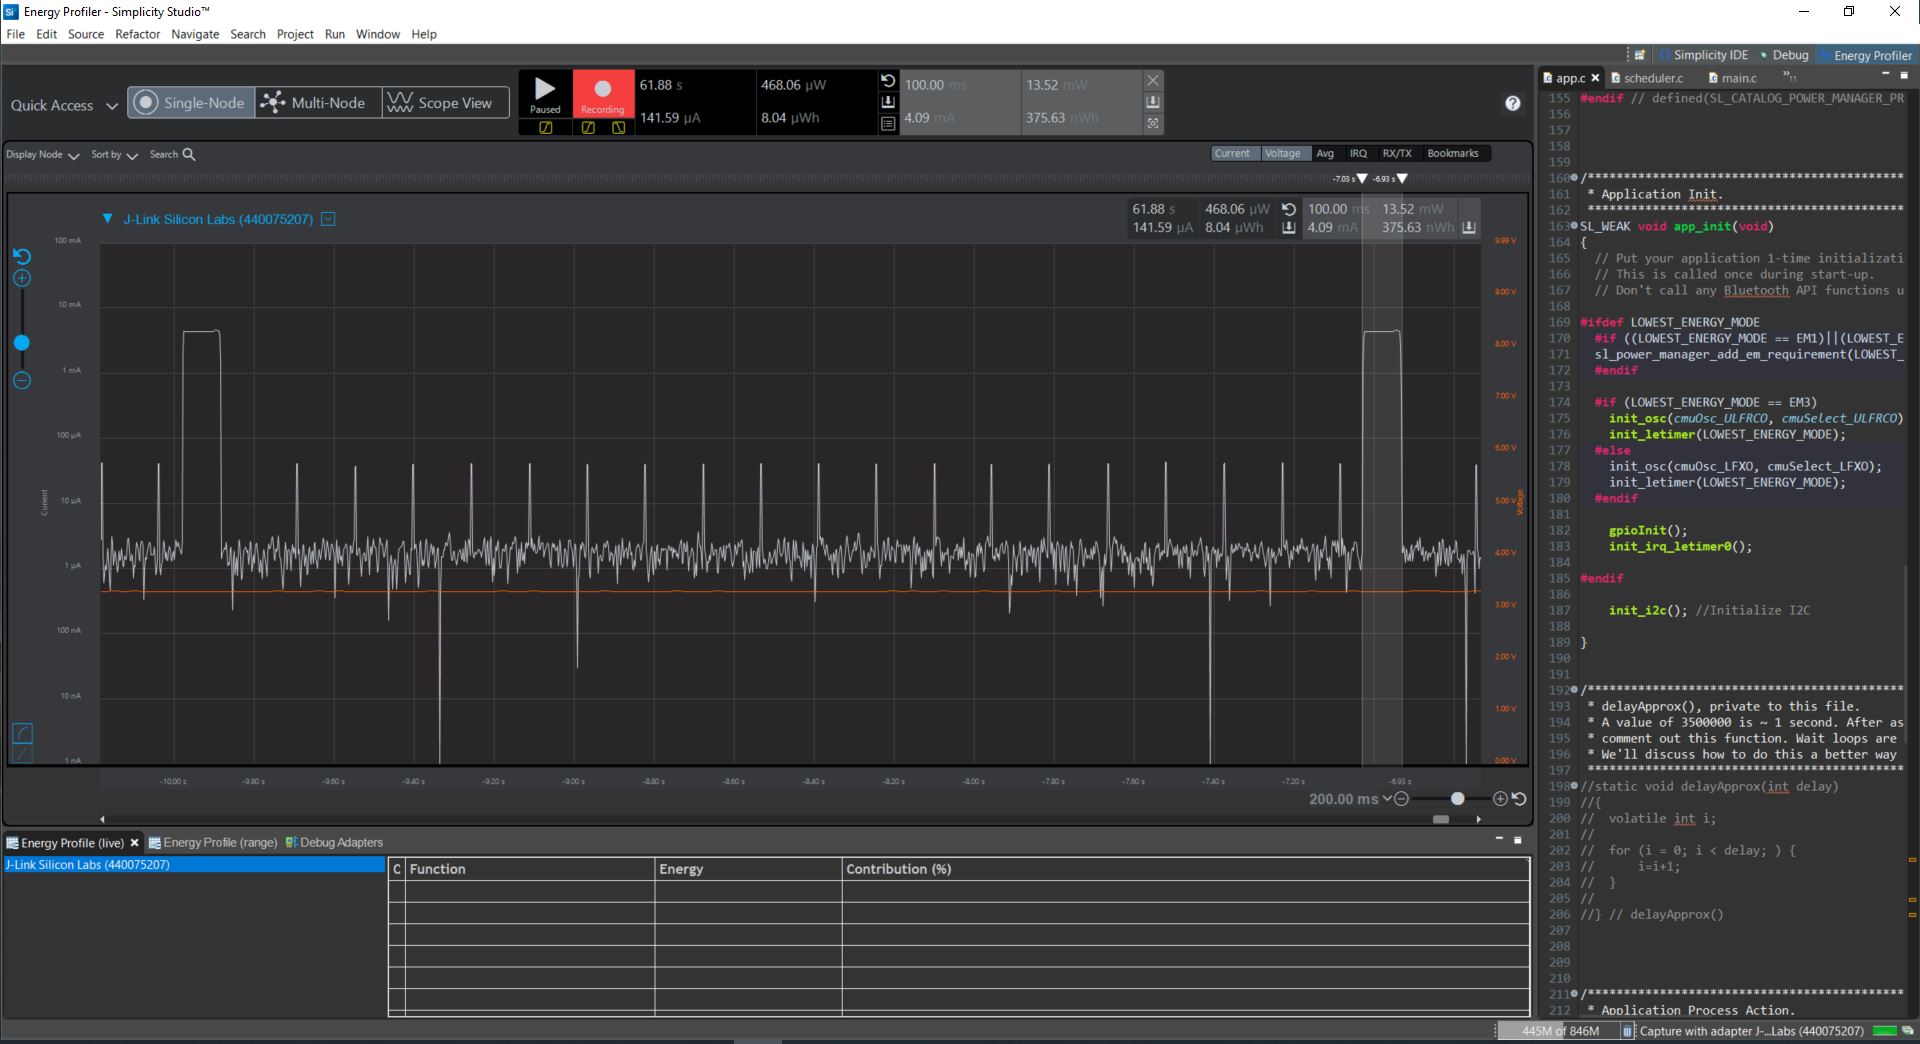 Energy Profiler - Simplicity Studio™
File Edit Source Refactor Navigate Search Project Run Window Help
Simplicity IDE Debug Energy Profiler
Quick Access Single-Node Multi-Node Scope View
Paused Recording
61.88 s 468.06 µW 100.00 ms 13.52 mW
141.59 µA 8.04 µWh 4.09 mA 375.63 nWh
Display Node Sort by Search
Current Voltage Avg IRQ RX/TX Bookmarks
-7.03 s -6.93 s
J-Link Silicon Labs (440075207)
61.88 s 468.06 µW 100.00 ms 13.52 mW
141.59 µA 8.04 µWh 4.09 mA 375.63 nWh
100 mA
10 mA
1 mA
100 µA
10 µA
1 µA
100 nA
10 nA
1 nA
Current
9.99 V
9.00 V
8.00 V
7.00 V
6.00 V
5.00 V
4.00 V
3.00 V
2.00 V
1.00 V
0.00 V
Voltage
-10.00 s -9.80 s -9.60 s -9.40 s -9.20 s -9.00 s -8.80 s -8.60 s -8.40 s -8.20 s -8.00 s -7.80 s -7.60 s -7.40 s -7.20 s -6.93 s
200.00 ms
Energy Profile (live) Energy Profile (range) Debug Adapters
J-Link Silicon Labs (440075207)
C Function Energy Contribution (%)
app.c scheduler.c main.c »11
155 #endif // defined(SL_CATALOG_POWER_MANAGER_PR
156
157
158
159
160 /********************************************
161 * Application Init.
162 ********************************************
163 SL_WEAK void app_init(void)
164 {
165 // Put your application 1-time initializati
166 // This is called once during start-up.
167 // Don't call any Bluetooth API functions u
168
169 #ifdef LOWEST_ENERGY_MODE
170 #if ((LOWEST_ENERGY_MODE == EM1)||(LOWEST_E
171 sl_power_manager_add_em_requirement(LOWEST_
172 #endif
173
174 #if (LOWEST_ENERGY_MODE == EM3)
175 init_osc(cmuOsc_ULFRCO, cmuSelect_ULFRCO)
176 init_letimer(LOWEST_ENERGY_MODE);
177 #else
178 init_osc(cmuOsc_LFXO, cmuSelect_LFXO);
179 init_letimer(LOWEST_ENERGY_MODE);
180 #endif
181
182 gpioInit();
183 init_irq_letimer0();
184
185 #endif
186
187 init_i2c(); //Initialize I2C
188
189 }
190
191
192 /********************************************
193 * delayApprox(), private to this file.
194 * A value of 3500000 is ~ 1 second. After as
195 * comment out this function. Wait loops are
196 * We'll discuss how to do this a better way
197 ********************************************
198 //static void delayApprox(int delay)
199 //{
200 // volatile int i;
201 //
202 // for (i = 0; i < delay; ) {
203 // i=i+1;
204 // }
205 //
206 //} // delayApprox()
207
208
209
210
211 /********************************************
212 * Application Process Action.
445M of 846M Capture with adapter J-...Labs (440075207)